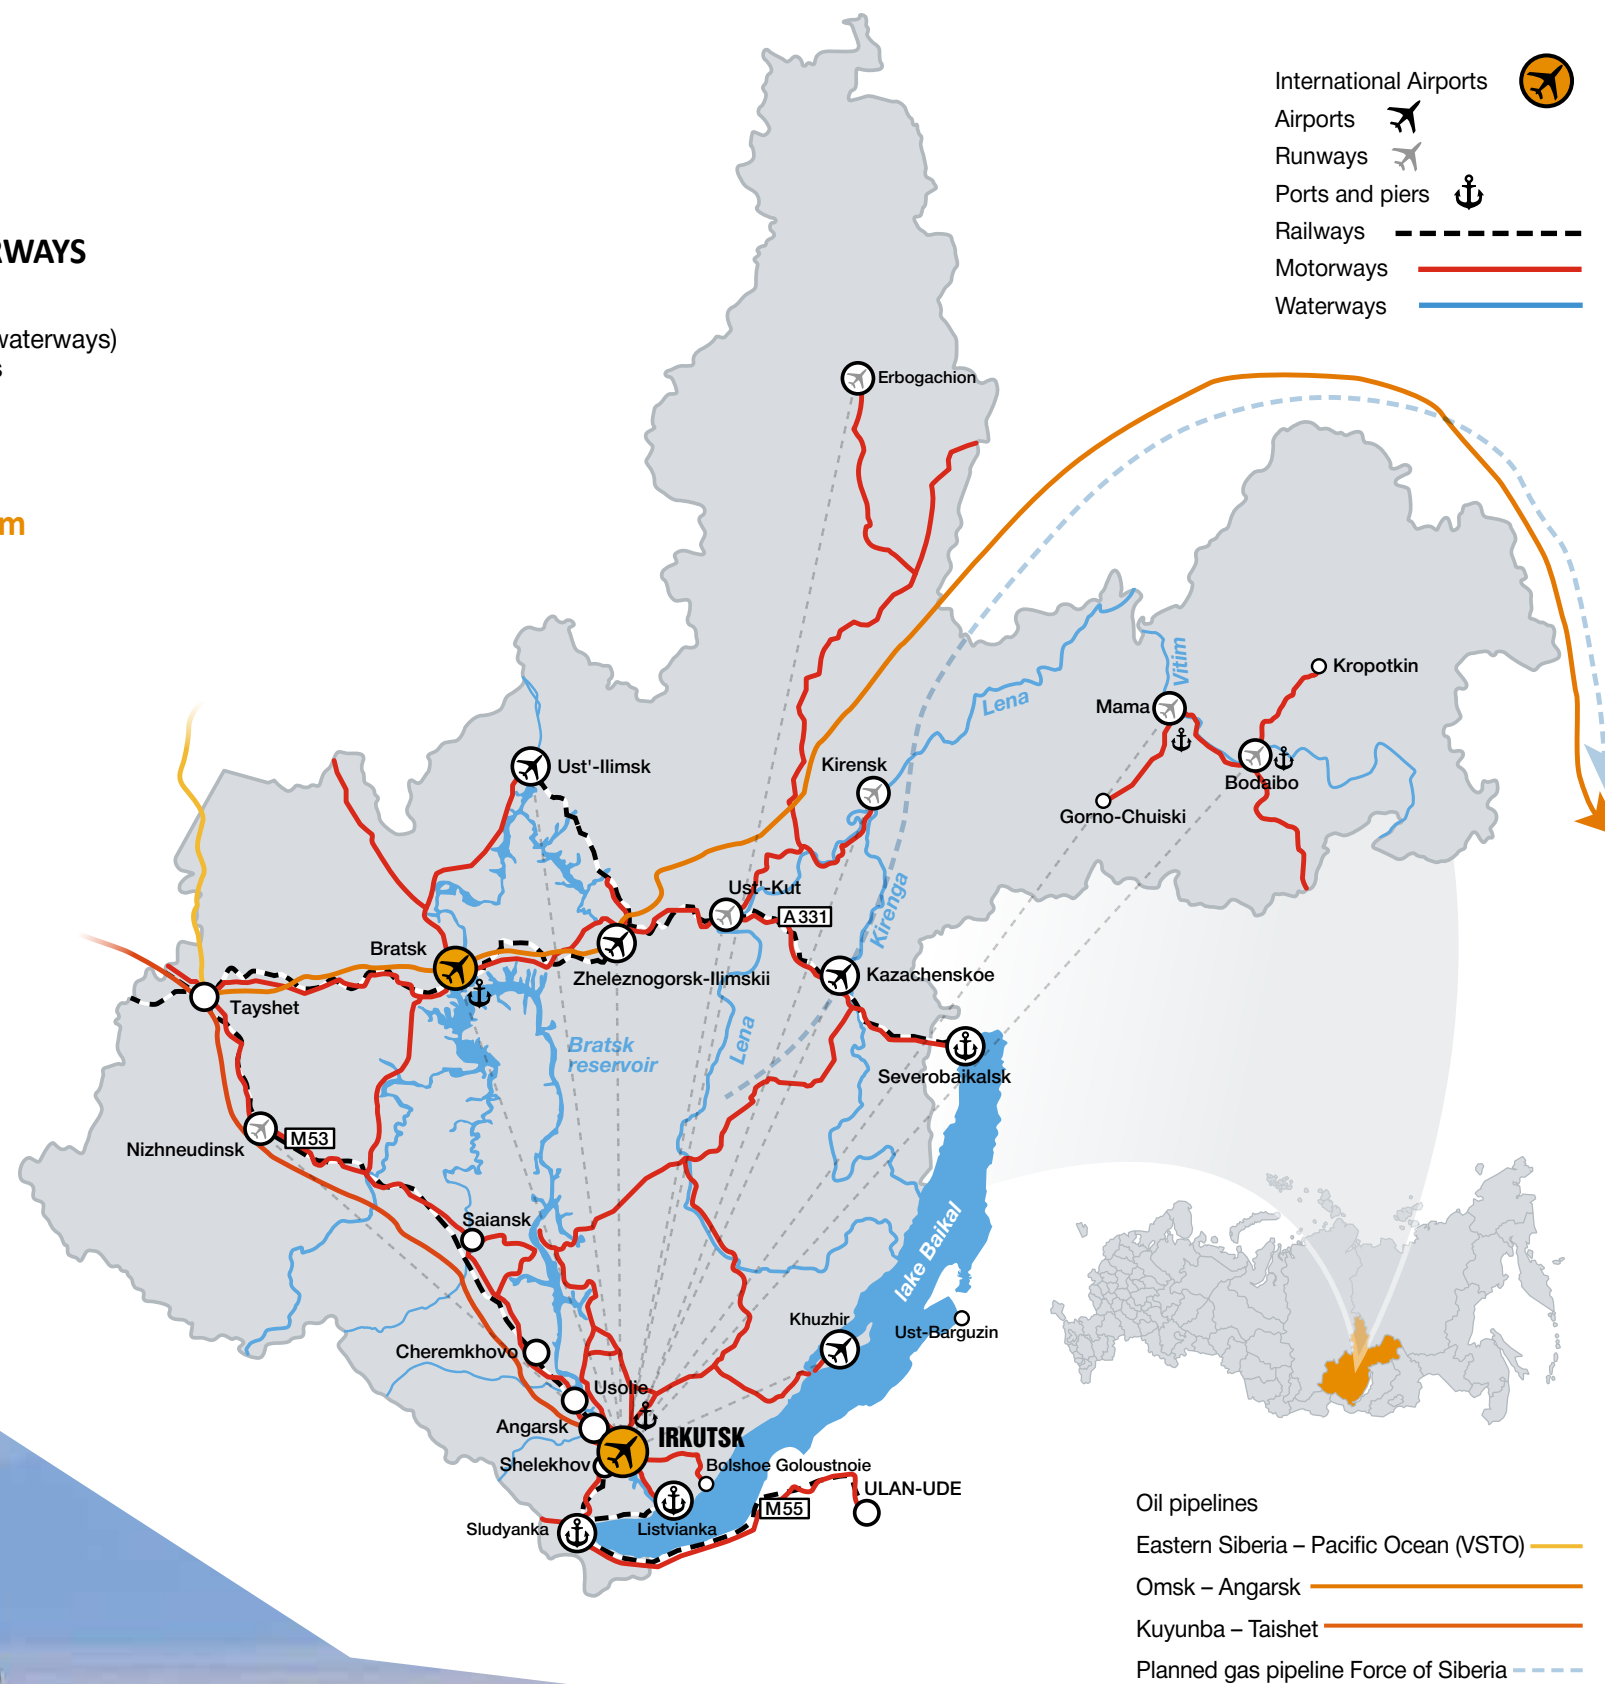 International Airports
Airports
Runways
Ports and piers
Railways
Motorways
Waterways
RWAYS
waterways)
s
m
Erbogachion
Kropotkin
Vitim
Mama
Lena
Bodaibo
Gorno-Chuiski
Kirensk
Ust'-Ilimsk
Kirenga
Ust'-Kut
A 331
Bratsk
Zheleznogorsk-Ilimskii
Kazachenskoe
Tayshet
Lena
Bratsk
reservoir
Severobaikalsk
M53
Nizhneudinsk
Saiansk
lake Baikal
Khuzhir
Ust-Barguzin
Cheremkhovo
Usolie
Angarsk
IRKUTSK
Shelekhov
Bolshoe Goloustnoie
ULAN-UDE
M55
Sludyanka
Listvianka
Oil pipelines
Eastern Siberia – Pacific Ocean (VSTO)
Omsk – Angarsk
Kuyunba – Taishet
Planned gas pipeline Force of Siberia